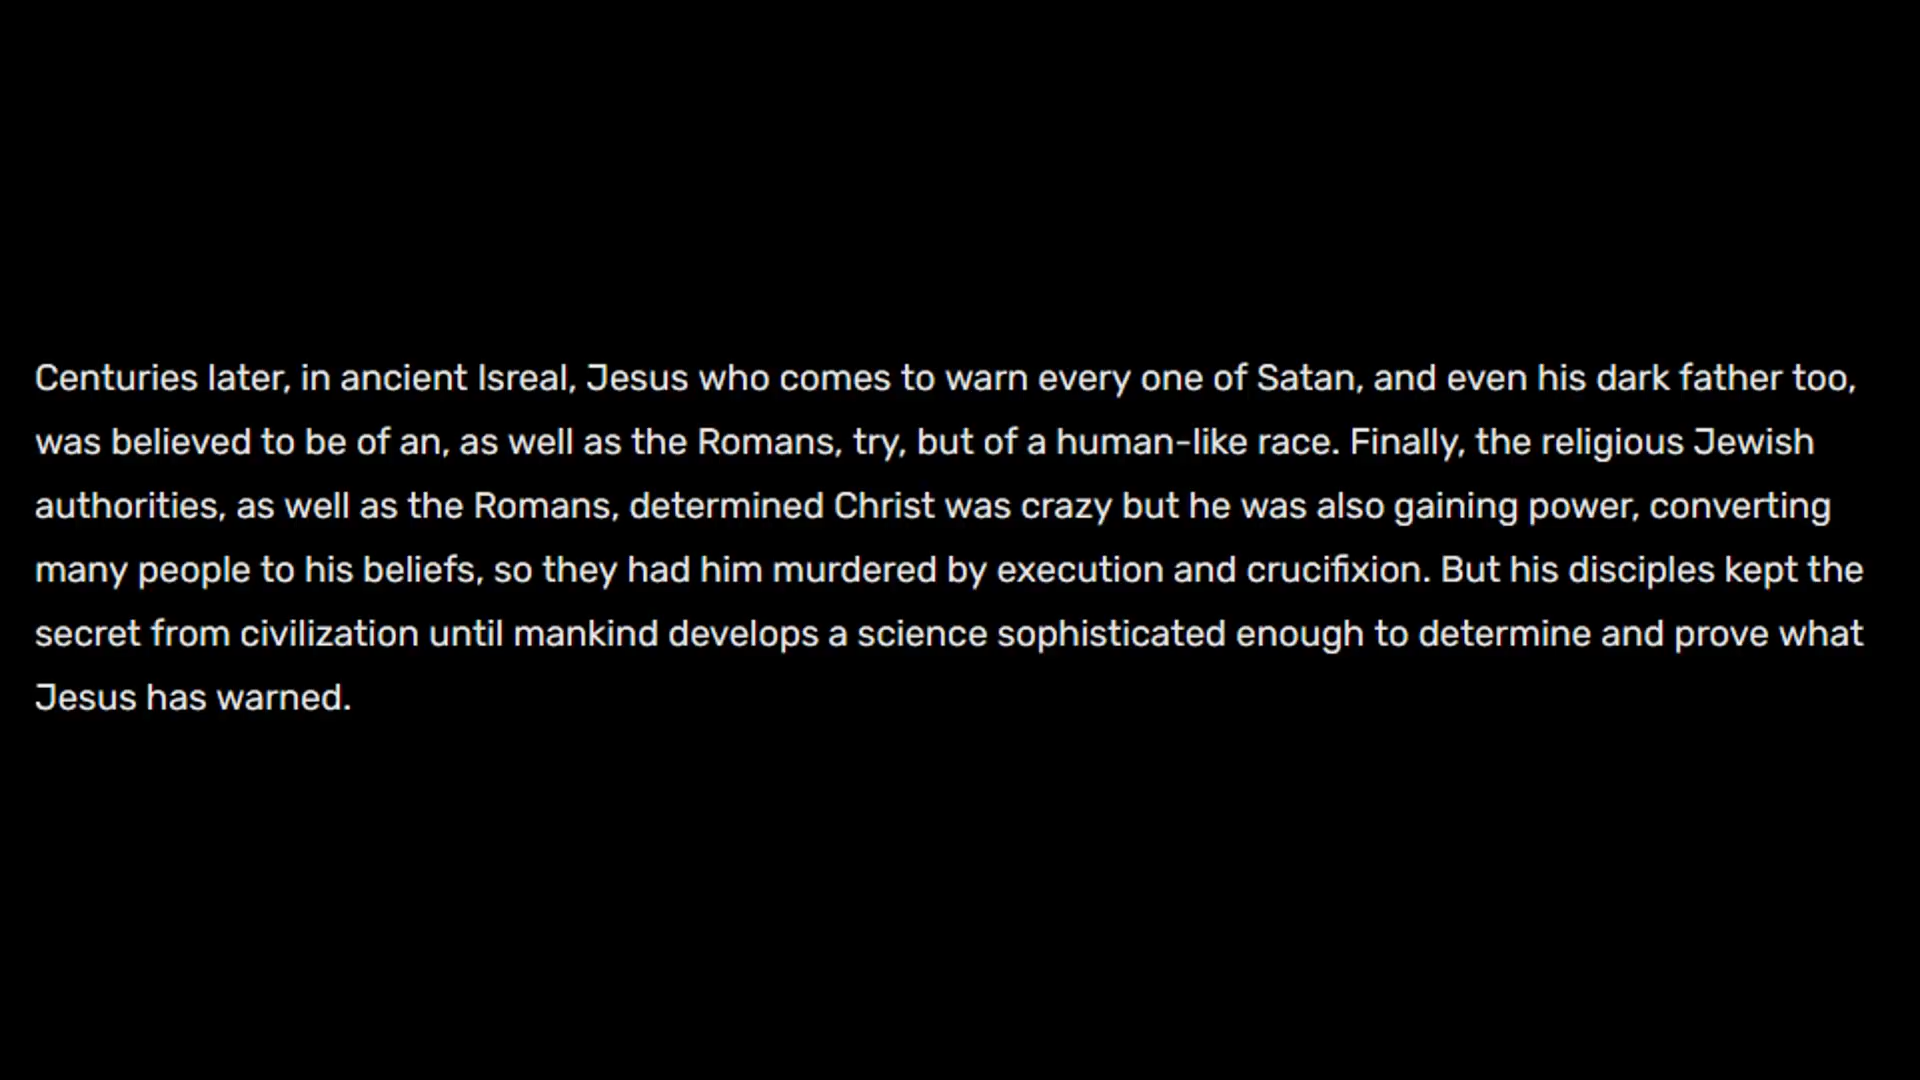 Centuries later, in ancient Isreal, Jesus who comes to warn every one of Satan, and even his dark father too,
was believed to be of an, as well as the Romans, try, but of a human-like race. Finally, the religious Jewish
authorities, as well as the Romans, determined Christ was crazy but he was also gaining power, converting
many people to his beliefs, so they had him murdered by execution and crucifixion. But his disciples kept the
secret from civilization until mankind develops a science sophisticated enough to determine and prove what
Jesus has warned.